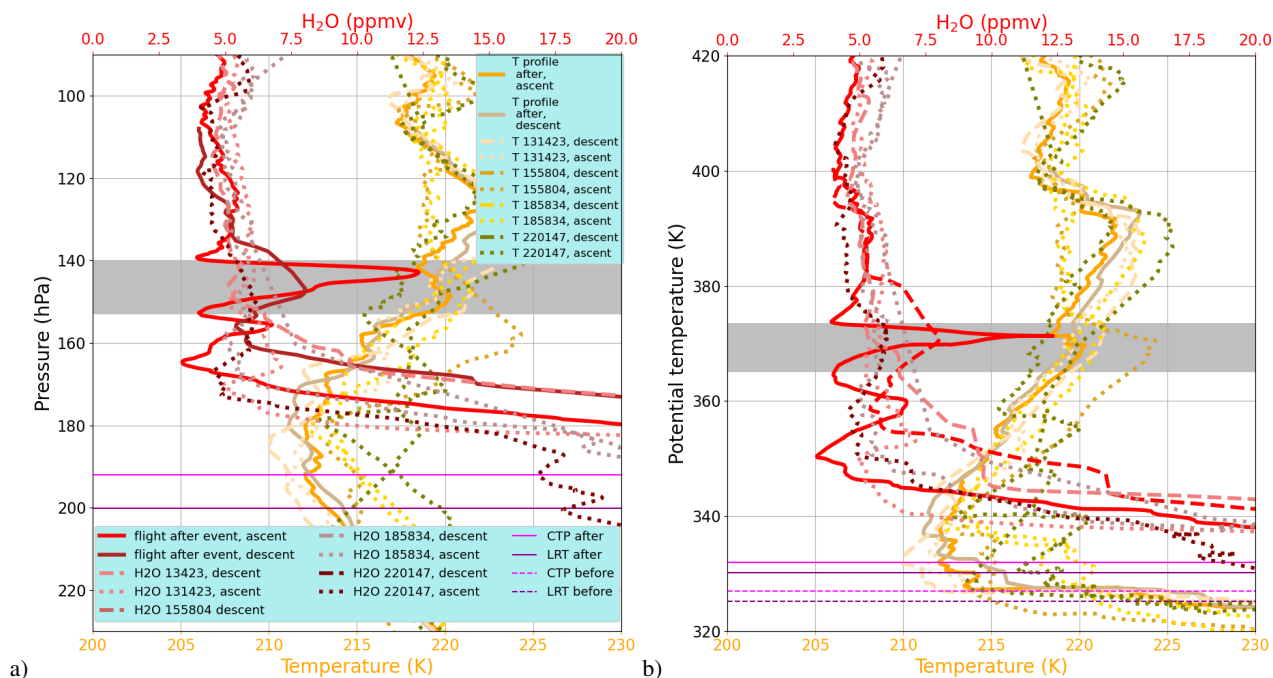 H₂O (ppmv)
0.0 2.5 5.0 7.5 10.0 12.5 15.0 17.5 20.0
100
120
140
160
180
200
220
Pressure (hPa)
T profile
after,
ascent
T profile
after,
descent
T 131423, descent
T 131423, ascent
T 155804, descent
T 155804, ascent
T 185834, descent
T 185834, ascent
T 220147, descent
T 220147, ascent
flight after event, ascent
flight after event, descent
H2O 13423, descent
H2O 131423, ascent
H2O 155804 descent
H2O 185834, descent
H2O 185834, ascent
H2O 220147, descent
H2O 220147, ascent
CTP after
LRT after
CTP before
LRT before
200 205 210 215 220 225 230
Temperature (K)
a)
H₂O (ppmv)
0.0 2.5 5.0 7.5 10.0 12.5 15.0 17.5 20.0
420
400
380
360
340
320
Potential temperature (K)
200 205 210 215 220 225 230
Temperature (K)
b)